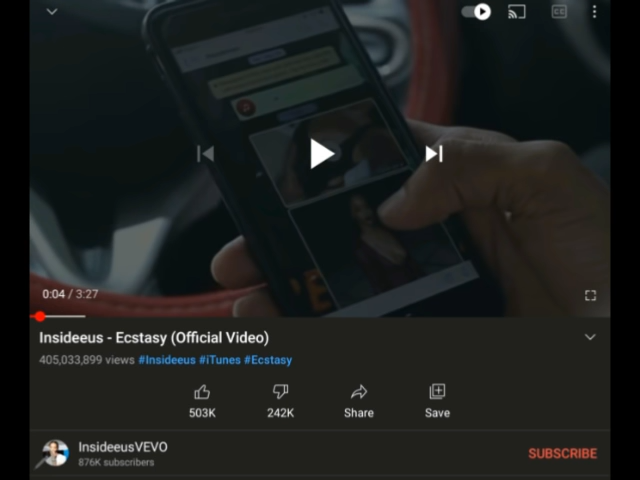 CC
0:04 / 3:27
Insideeus - Ecstasy (Official Video)
405,033,899 views #Insideeus #iTunes #Ecstasy
503K 242K Share Save
InsideeusVEVO
876K subscribers
SUBSCRIBE